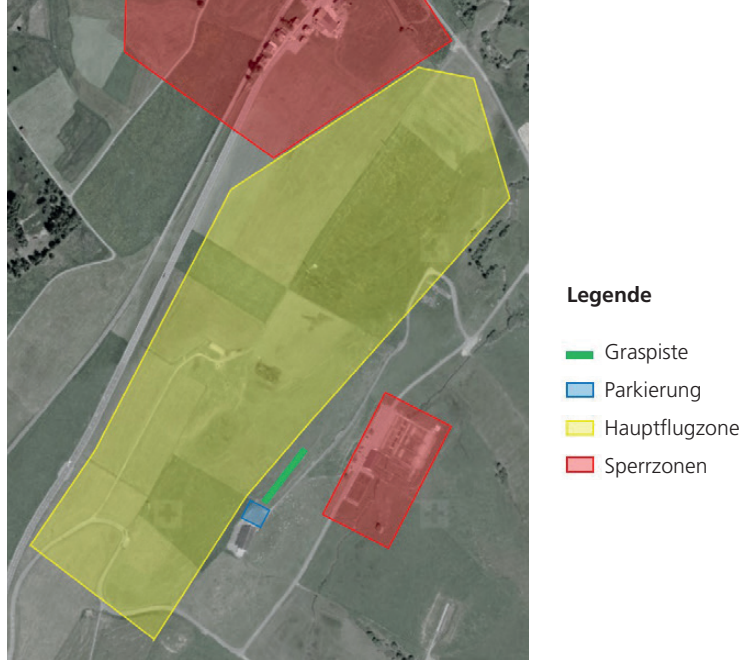 Legende
Graspiste
Parkierung
Hauptflugzone
Sperrzonen